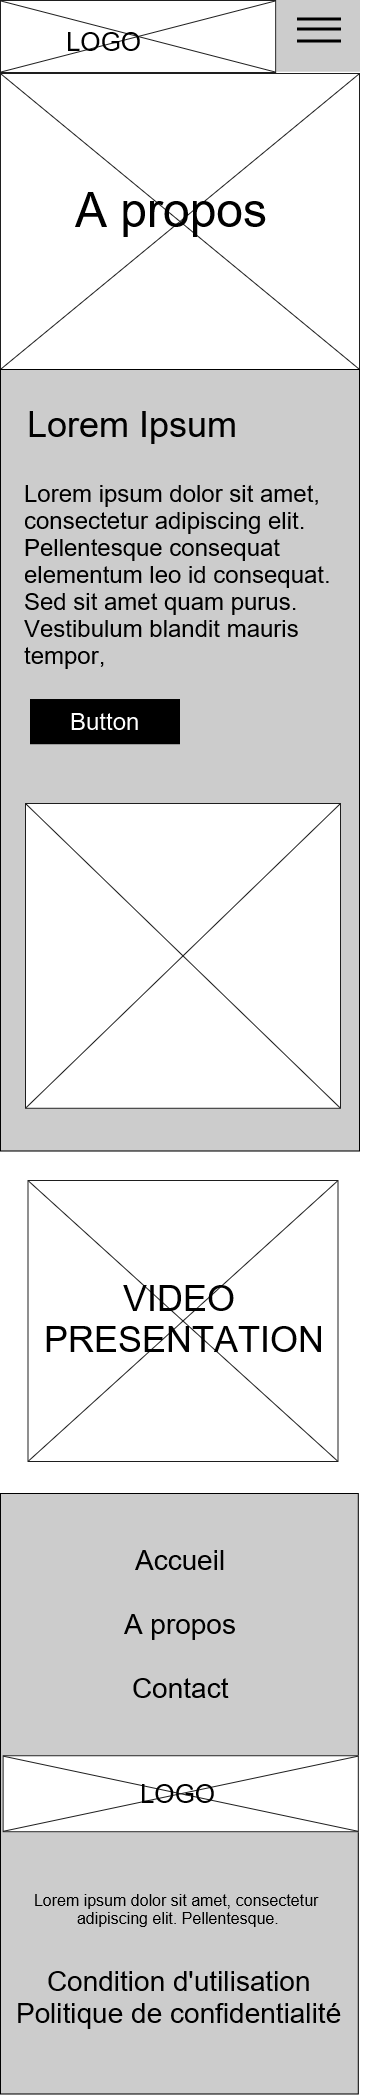 LOGO
A propos
Lorem Ipsum
Lorem ipsum dolor sit amet,
consectetur adipiscing elit.
Pellentesque consequat
elementum leo id consequat.
Sed sit amet quam purus.
Vestibulum blandit mauris
tempor,
Button
VIDEO
PRESENTATION
Accueil
A propos
Contact
LOGO
Lorem ipsum dolor sit amet, consectetur
adipiscing elit. Pellentesque.
Condition d'utilisation
Politique de confidentialité